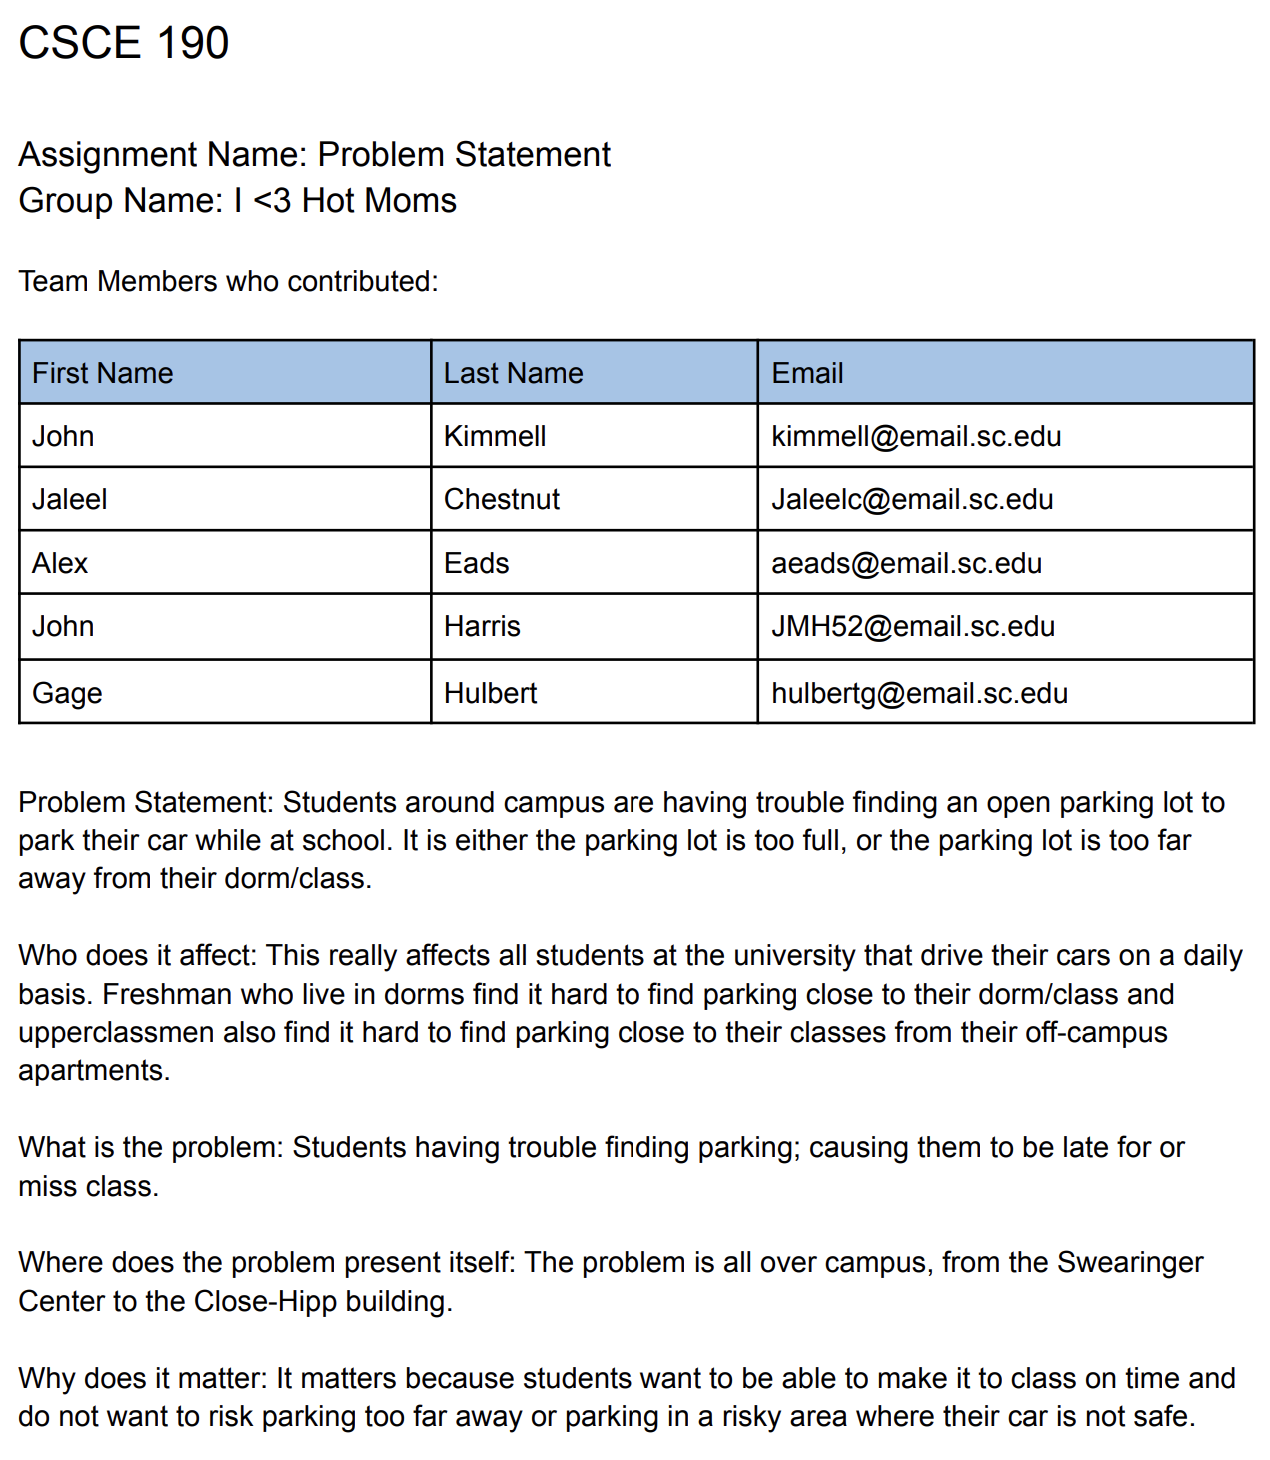 CSCE 190
Assignment Name: Problem Statement
Group Name: I <3 Hot Moms
Team Members who contributed:
First Name Last Name Email
John Kimmell kimmell@email.sc.edu
Jaleel Chestnut Jaleelc@email.sc.edu
Alex Eads aeads@email.sc.edu
John Harris JMH52@email.sc.edu
Gage Hulbert hulbertg@email.sc.edu
Problem Statement: Students around campus are having trouble finding an open parking lot to
park their car while at school. It is either the parking lot is too full, or the parking lot is too far
away from their dorm/class.
Who does it affect: This really affects all students at the university that drive their cars on a daily
basis. Freshman who live in dorms find it hard to find parking close to their dorm/class and
upperclassmen also find it hard to find parking close to their classes from their off-campus
apartments.
What is the problem: Students having trouble finding parking; causing them to be late for or
miss class.
Where does the problem present itself: The problem is all over campus, from the Swearinger
Center to the Close-Hipp building.
Why does it matter: It matters because students want to be able to make it to class on time and
do not want to risk parking too far away or parking in a risky area where their car is not safe.